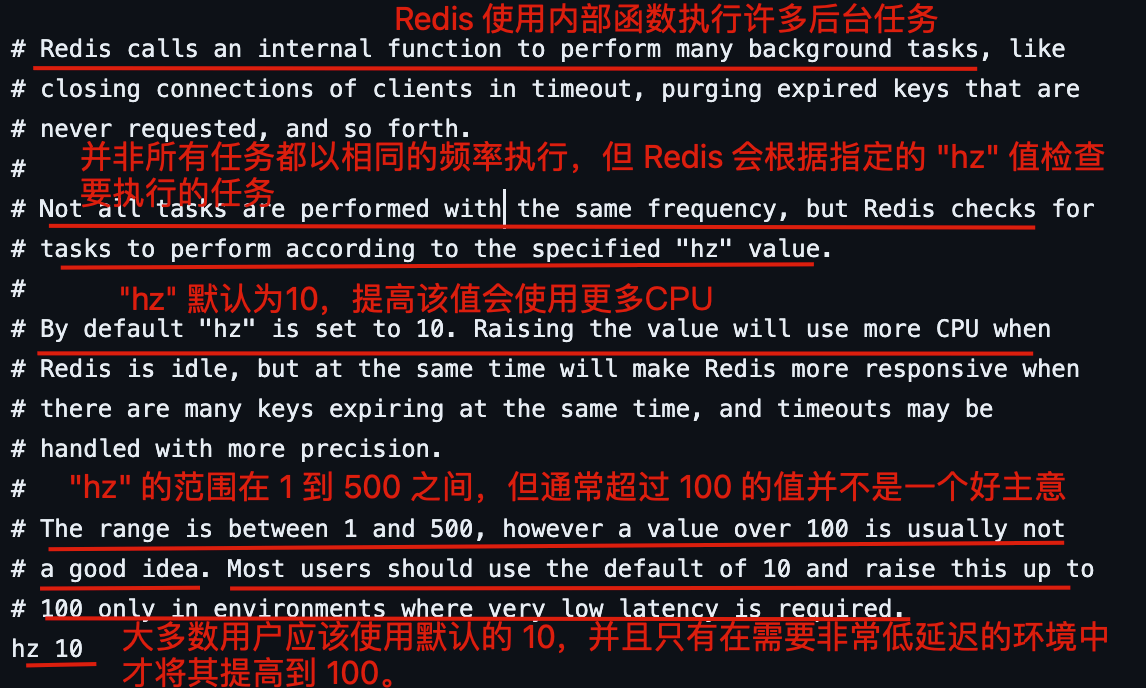 Redis 使用内部函数执行许多后台任务
# Redis calls an internal function to perform many background tasks, like
# closing connections of clients in timeout, purging expired keys that are
# never requested, and so forth.
#
并非所有任务都以相同的频率执行，但 Redis 会根据指定的 "hz" 值检查
要执行的任务
# Not all tasks are performed with the same frequency, but Redis checks for
# tasks to perform according to the specified "hz" value.
#
"hz" 默认为10，提高该值会使用更多CPU
# By default "hz" is set to 10. Raising the value will use more CPU when
# Redis is idle, but at the same time will make Redis more responsive when
# there are many keys expiring at the same time, and timeouts may be
# handled with more precision.
#
"hz" 的范围在 1 到 500 之间，但通常超过 100 的值并不是一个好主意
# The range is between 1 and 500, however a value over 100 is usually not
# a good idea. Most users should use the default of 10 and raise this up to
# 100 only in environments where very low latency is required.
hz 10
大多数用户应该使用默认的 10，并且只有在需要非常低延迟的环境中
才将其提高到 100。